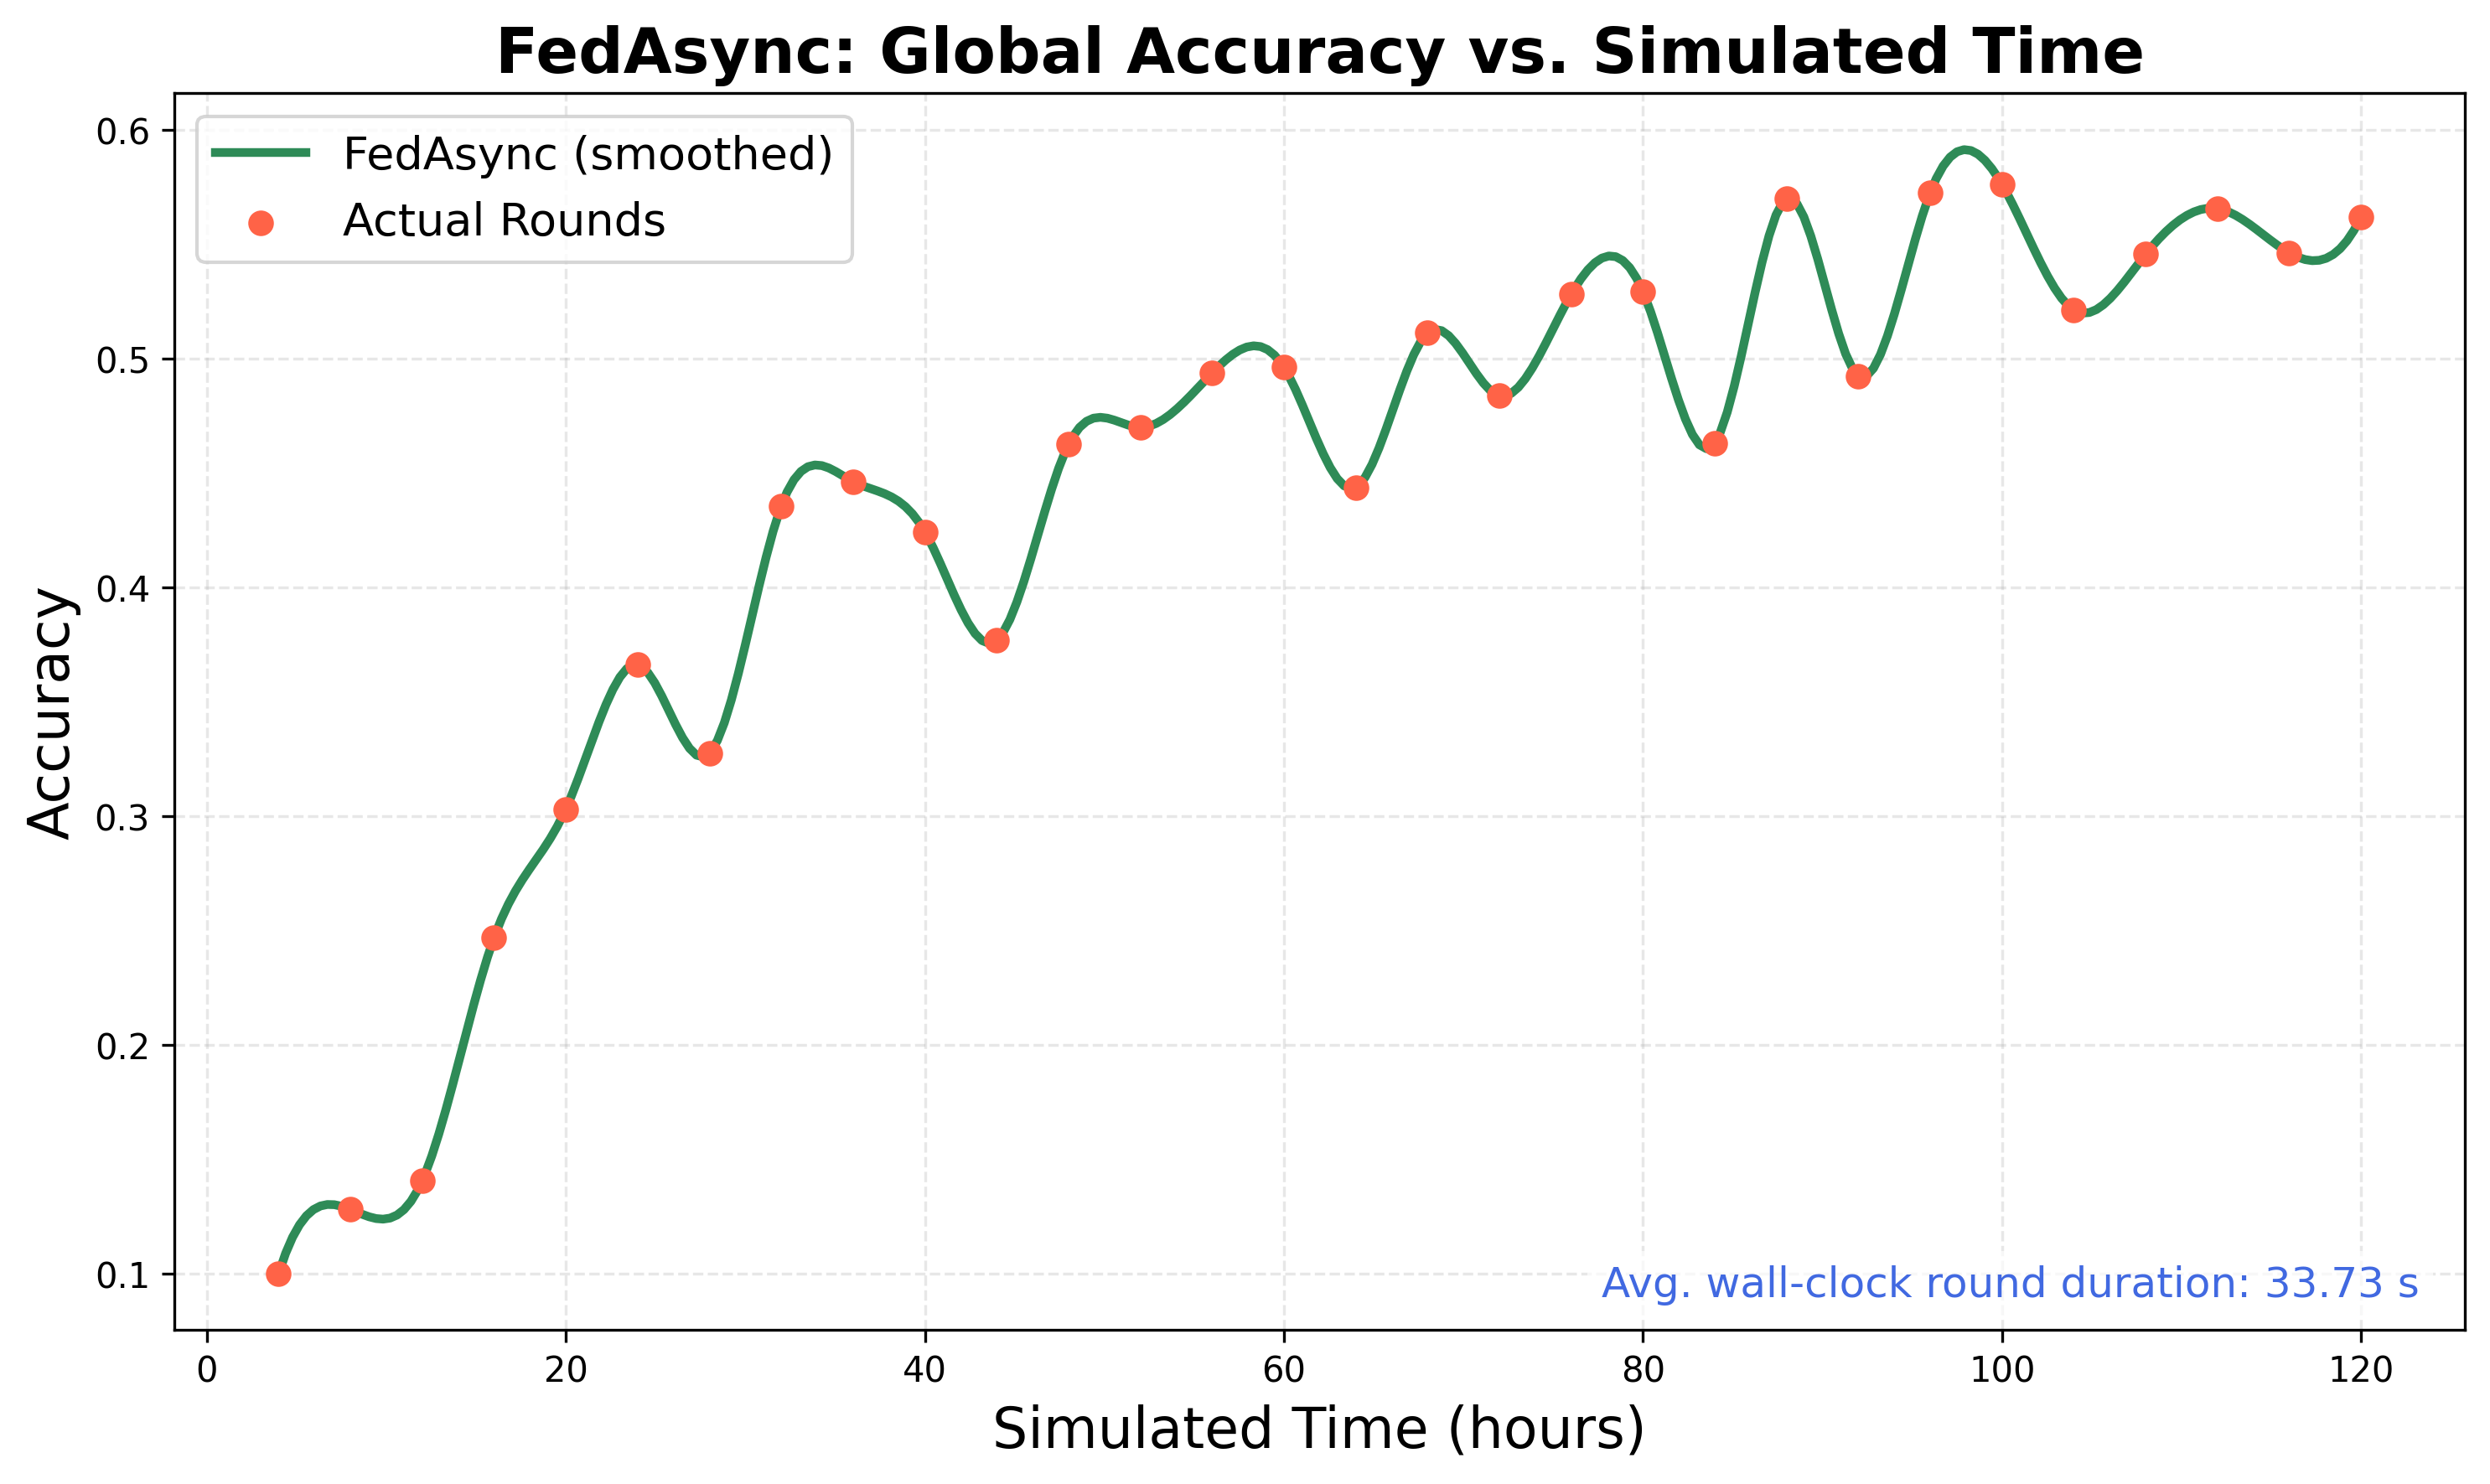 FedAsync: Global Accuracy vs. Simulated Time
FedAsync (smoothed)
Actual Rounds
Accuracy
0.6
0.5
0.4
0.3
0.2
0.1
Avg. wall-clock round duration: 33.73 s
0 20 40 60 80 100 120
Simulated Time (hours)